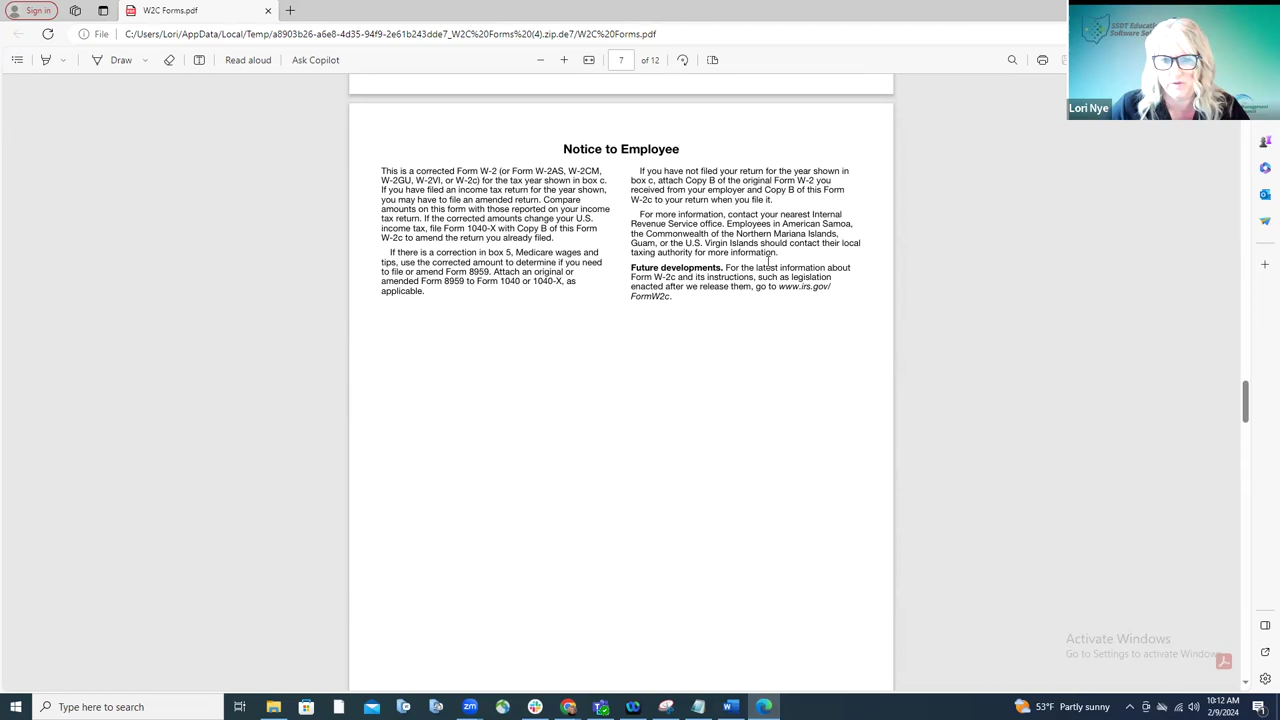 Sign in
W2C Forms.pdf
File
C:/Users/Lori/AppData/Local/Temp/a8903b26-a6e8-4d35-94f9-2e61b243dde7_W2C%20Forms%20(4).zip.de7/W2C%20Forms.pdf
Draw
Read aloud
Ask Copilot
7
of 12
SSDT
Software
Lori Nye
Notice to Employee
This is a corrected Form W-2 (or Form W-2AS, W-2CM,
W-2GU, W-2VI, or W-2c) for the tax year shown in box c.
If you have filed an income tax return for the year shown,
you may have to file an amended return. Compare
amounts on this form with those reported on your income
tax return. If the corrected amounts change your U.S.
income tax, file Form 1040-X with Copy B of this Form
W-2c to amend the return you already filed.
If there is a correction in box 5, Medicare wages and
tips, use the corrected amount to determine if you need
to file or amend Form 8959. Attach an original or
amended Form 8959 to Form 1040 or 1040-X, as
applicable.
If you have not filed your return for the year shown in
box c, attach Copy B of the original Form W-2 you
received from your employer and Copy B of this Form
W-2c to your return when you file it.
For more information, contact your nearest Internal
Revenue Service office. Employees in American Samoa,
the Commonwealth of the Northern Mariana Islands,
Guam, or the U.S. Virgin Islands should contact their local
taxing authority for more information.
Future developments. For the latest information about
Form W-2c and its instructions, such as legislation
enacted after we release them, go to www.irs.gov/
FormW2c.
Activate Windows
Go to Settings to activate Windows.
Type here to search
53°F Partly sunny
10:12 AM
2/9/2024